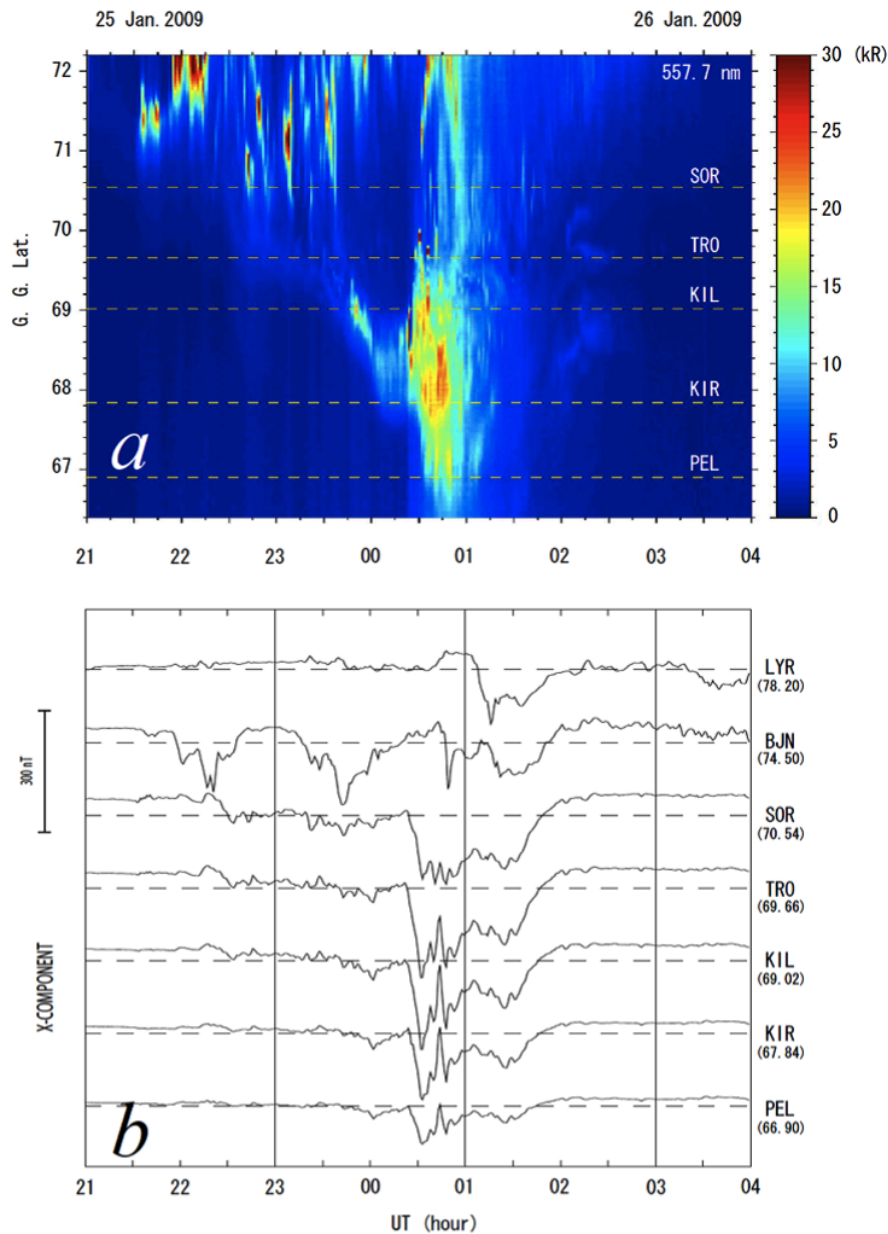 25 Jan. 2009 26 Jan. 2009
72 557.7 nm 30 (kR)
71 SOR 25
70 TRO 20
69 KIL 15
68 KIR 10
67 PEL 5
a 0
21 22 23 00 01 02 03 04
G. G. Lat.
LYR
(78.20)
BJN
(74.50)
300 nT
SOR
(70.54)
TRO
(69.66)
X-COMPONENT
KIL
(69.02)
KIR
(67.84)
PEL
(66.90)
b
21 22 23 00 01 02 03 04
UT (hour)